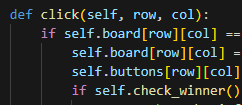 def click(self, row, col):
if self.board[row][col] ==
self.board[row][col] =
self.buttons[row][col]
if self.check_winner()